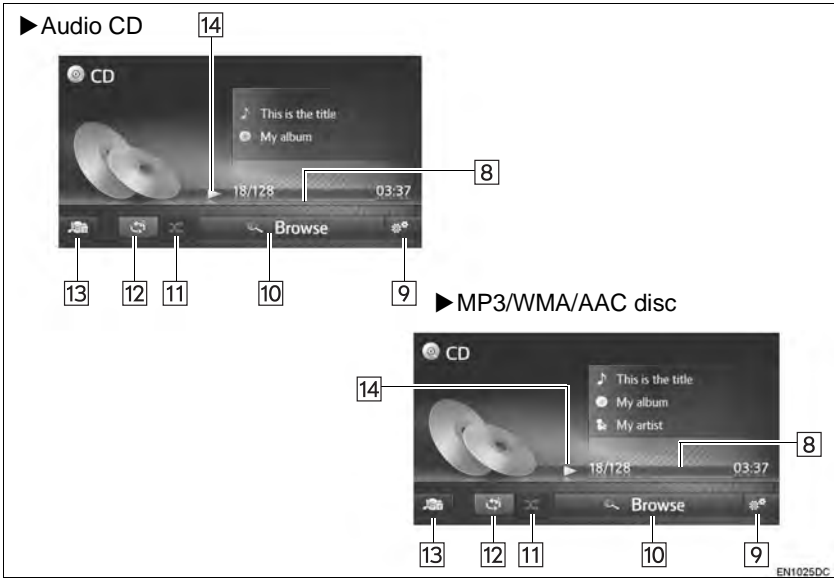 ▶Audio CD
14
CD
This is the title
My album
8
18/128 03:37
Browse
13 12 11 10 9
▶MP3/WMA/AAC disc
CD
14
This is the title
My album
My artist
8
18/128 03:37
Browse
13 12 11 10 9
EN1025DC